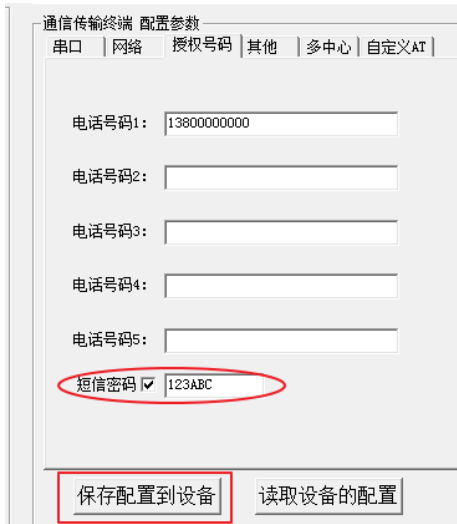 通信传输终端 配置参数
串口 网络 授权号码 其他 多中心 自定义AT
电话号码1: 13800000000
电话号码2:
电话号码3:
电话号码4:
电话号码5:
短信密码 123ABC
保存配置到设备 读取设备的配置